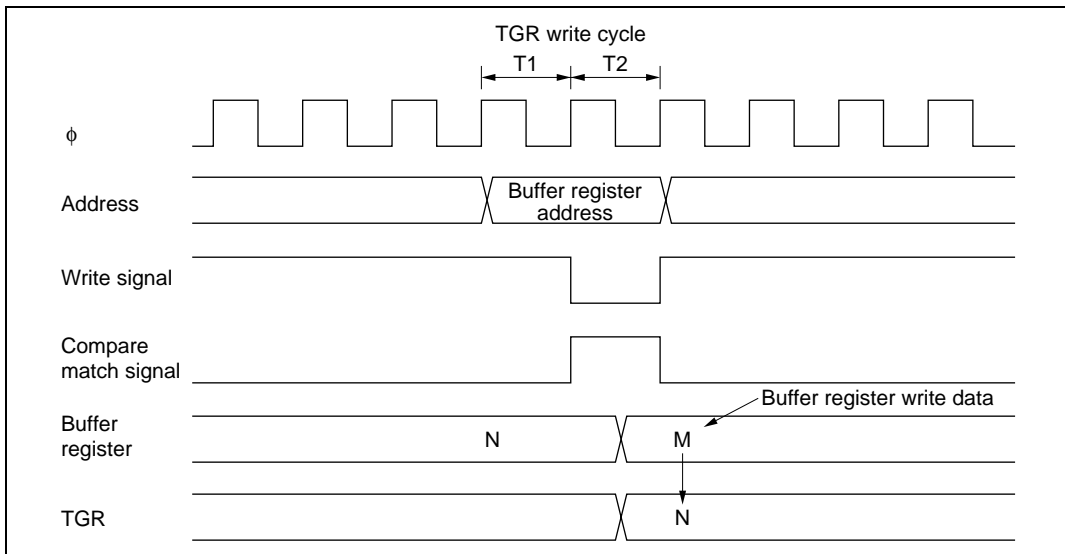 TGR write cycle
T1 T2
ϕ
Address
Buffer register
address
Write signal
Compare
match signal
Buffer register write data
Buffer
register
N M
TGR
N